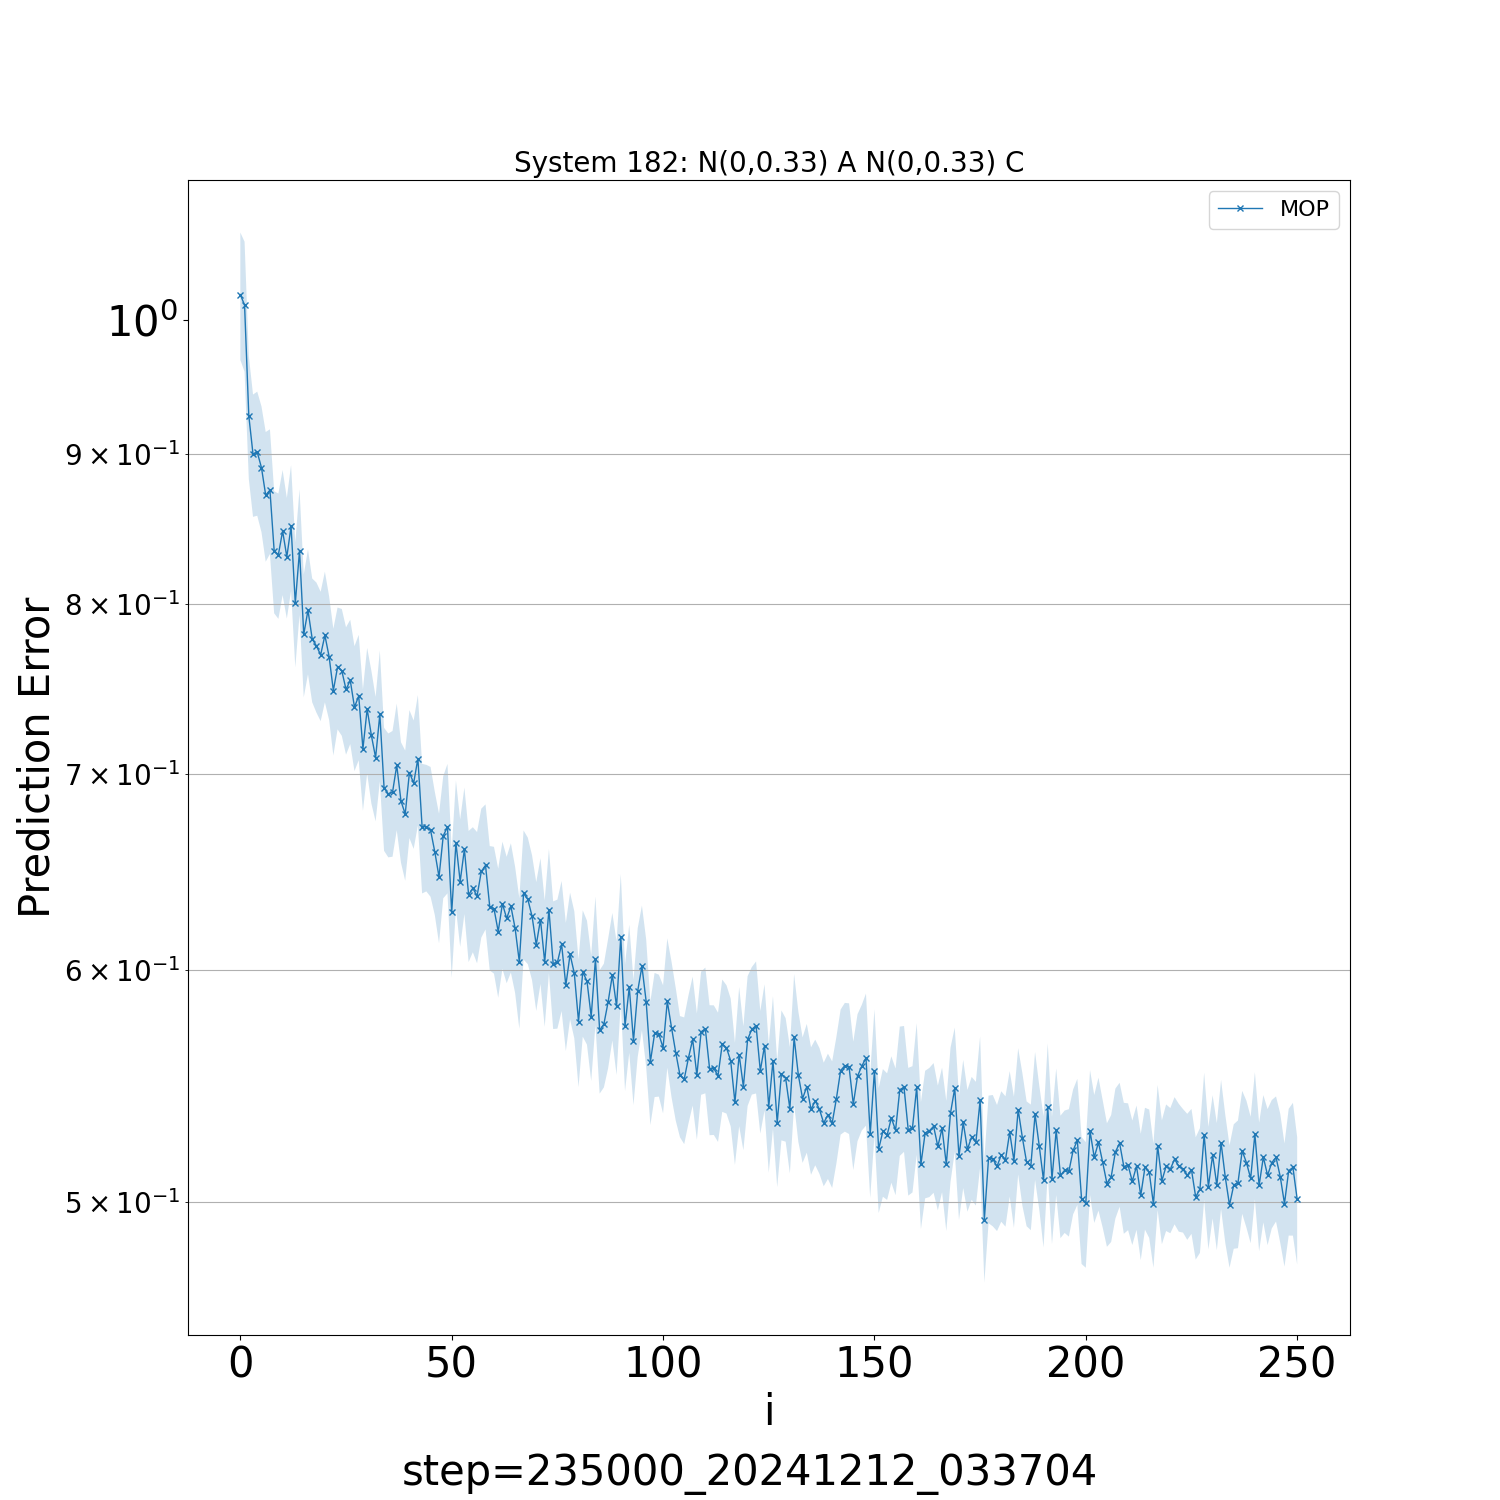 System 182: N(0,0.33) A N(0,0.33) C
MOP
10⁰
9 × 10⁻¹
8 × 10⁻¹
7 × 10⁻¹
6 × 10⁻¹
5 × 10⁻¹
Prediction Error
0 50 100 150 200 250
i
step=235000_20241212_033704